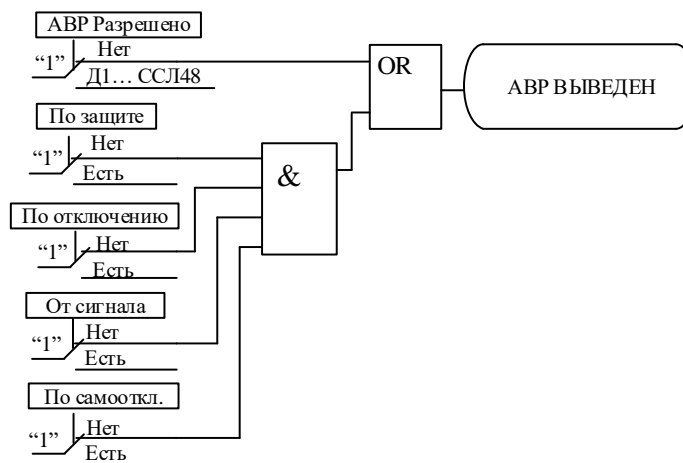 АВР Разрешено
Нет
“1”
Д1... ССЛ48
OR
АВР ВЫВЕДЕН
По защите
Нет
“1”
Есть
&
По отключению
Нет
“1”
Есть
От сигнала
Нет
“1”
Есть
По самооткл.
Нет
“1”
Есть